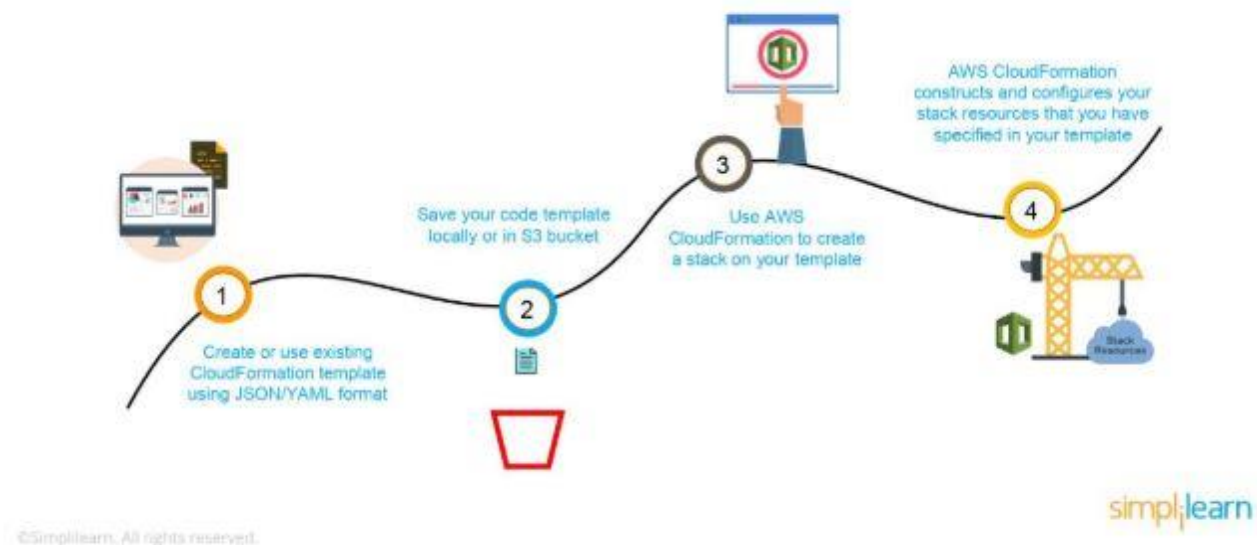 1
Create or use existing
CloudFormation template
using JSON/YAML format
Save your code template
locally or in S3 bucket
2
3
Use AWS
CloudFormation to create
a stack on your template
AWS CloudFormation
constructs and configures your
stack resources that you have
specified in your template
4
Stack
Resources
simplilearn
©Simplilearn. All rights reserved.